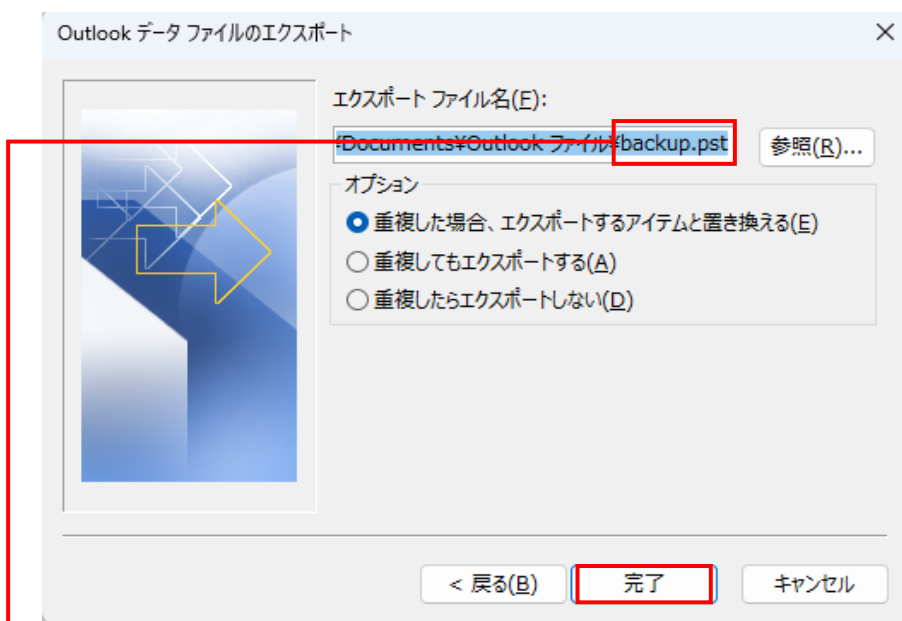 Outlook データ ファイルのエクスポート
エクスポート ファイル名(F):
¥Documents¥Outlook ファイル¥backup.pst
参照(R)...
オプション
重複した場合、エクスポートするアイテムと置き換える(E)
重複してもエクスポートする(A)
重複したらエクスポートしない(D)
< 戻る(B)
完了
キャンセル